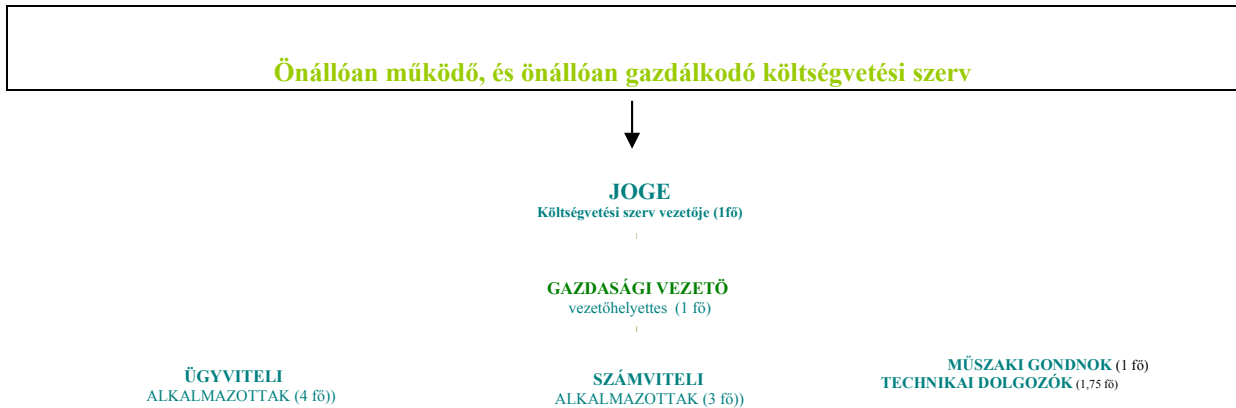 Önállóan működő, és önállóan gazdálkodó költségvetési szerv
JOGE
Költségvetési szerv vezetője (1fő)
GAZDASÁGI VEZETÖ
vezetőhelyettes (1 fő)
ÜGYVITELI
ALKALMAZOTTAK (4 fő))
SZÁMVITELI
ALKALMAZOTTAK (3 fő))
MŰSZAKI GONDNOK (1 fő)
TECHNIKAI DOLGOZÓK (1,75 fő)